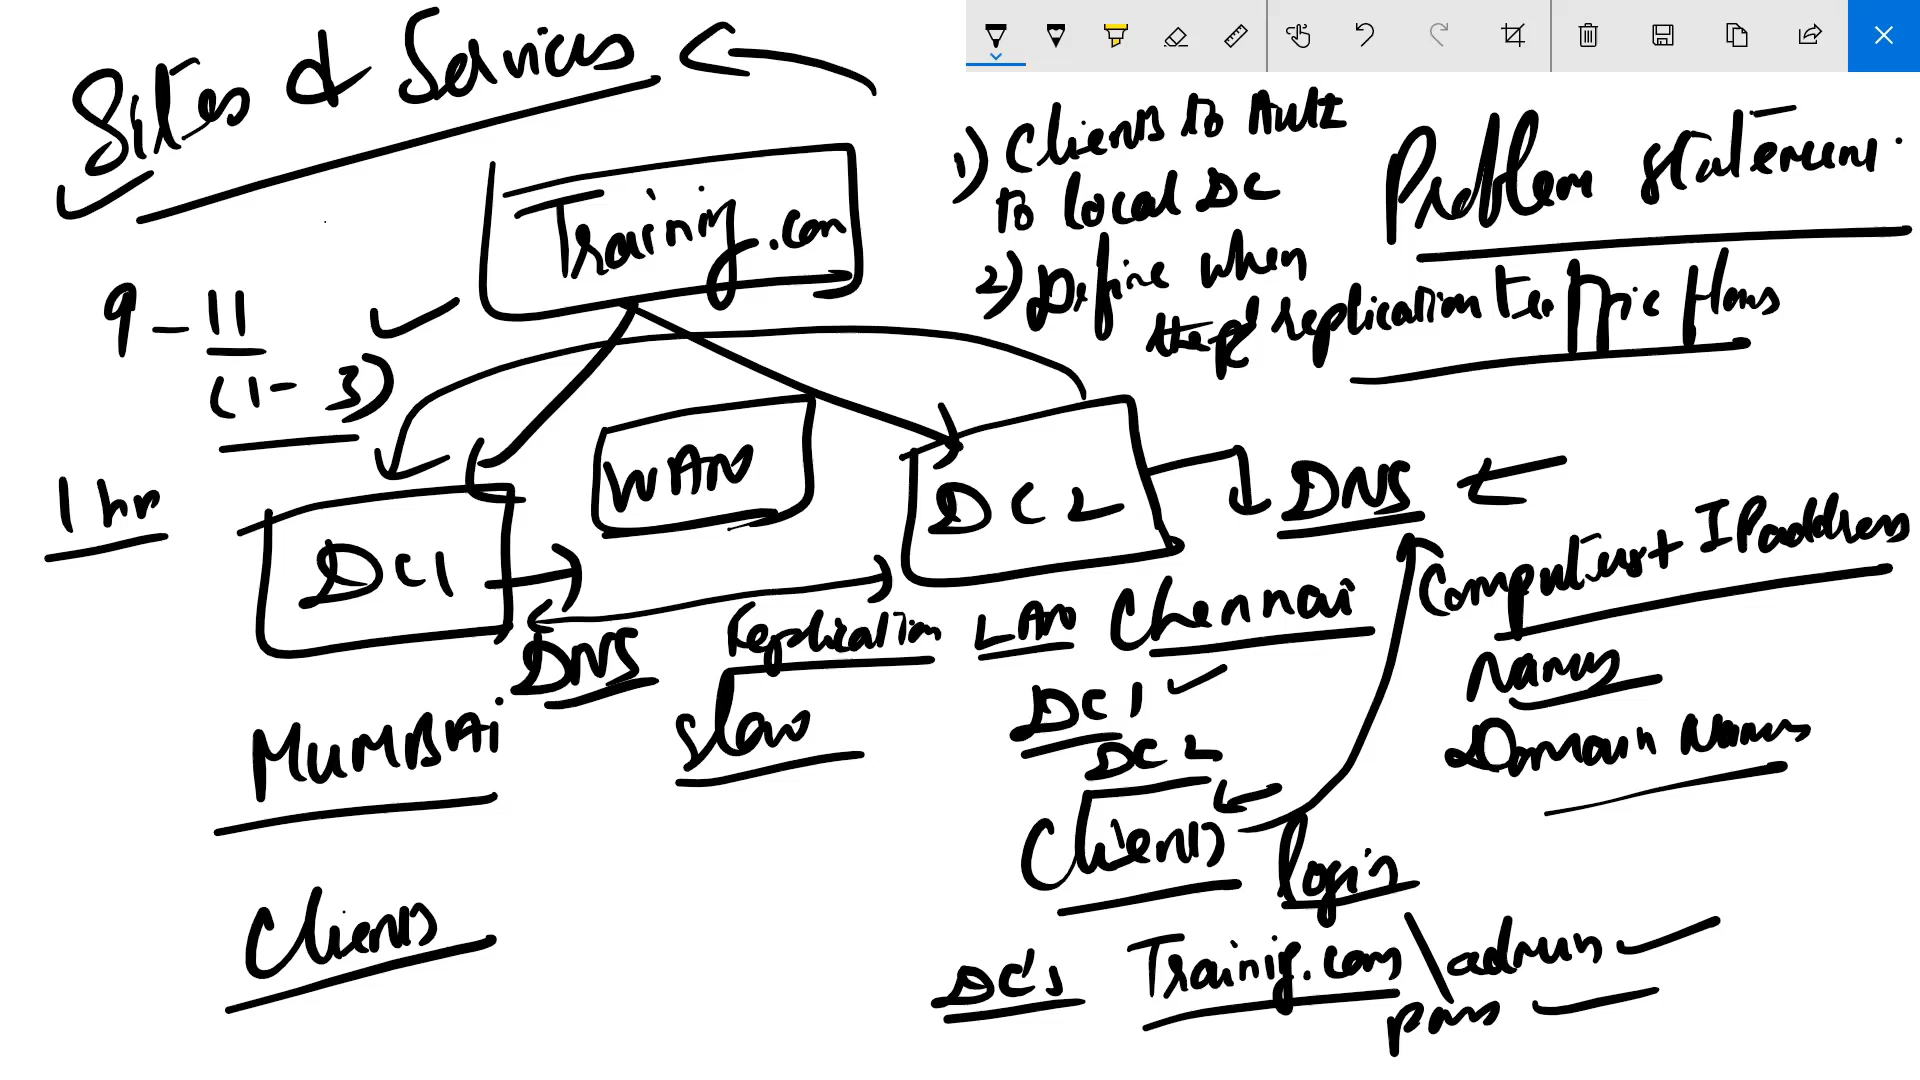 Sites & Services
Training.com
1) Clients to Auth
to local DC
2) Define when
the replication traffic flows
Problem statement.
9 - 11
(1 - 3)
1 hr
WAN
DC1
DC2
DNS
DNS
Replication
Slow
LAN Chennai
Computers + IP address
Names
Domain Names
MUMBAI
DC1
DC2
Clients
login
Clients
DC's
Training.com\admin
pass